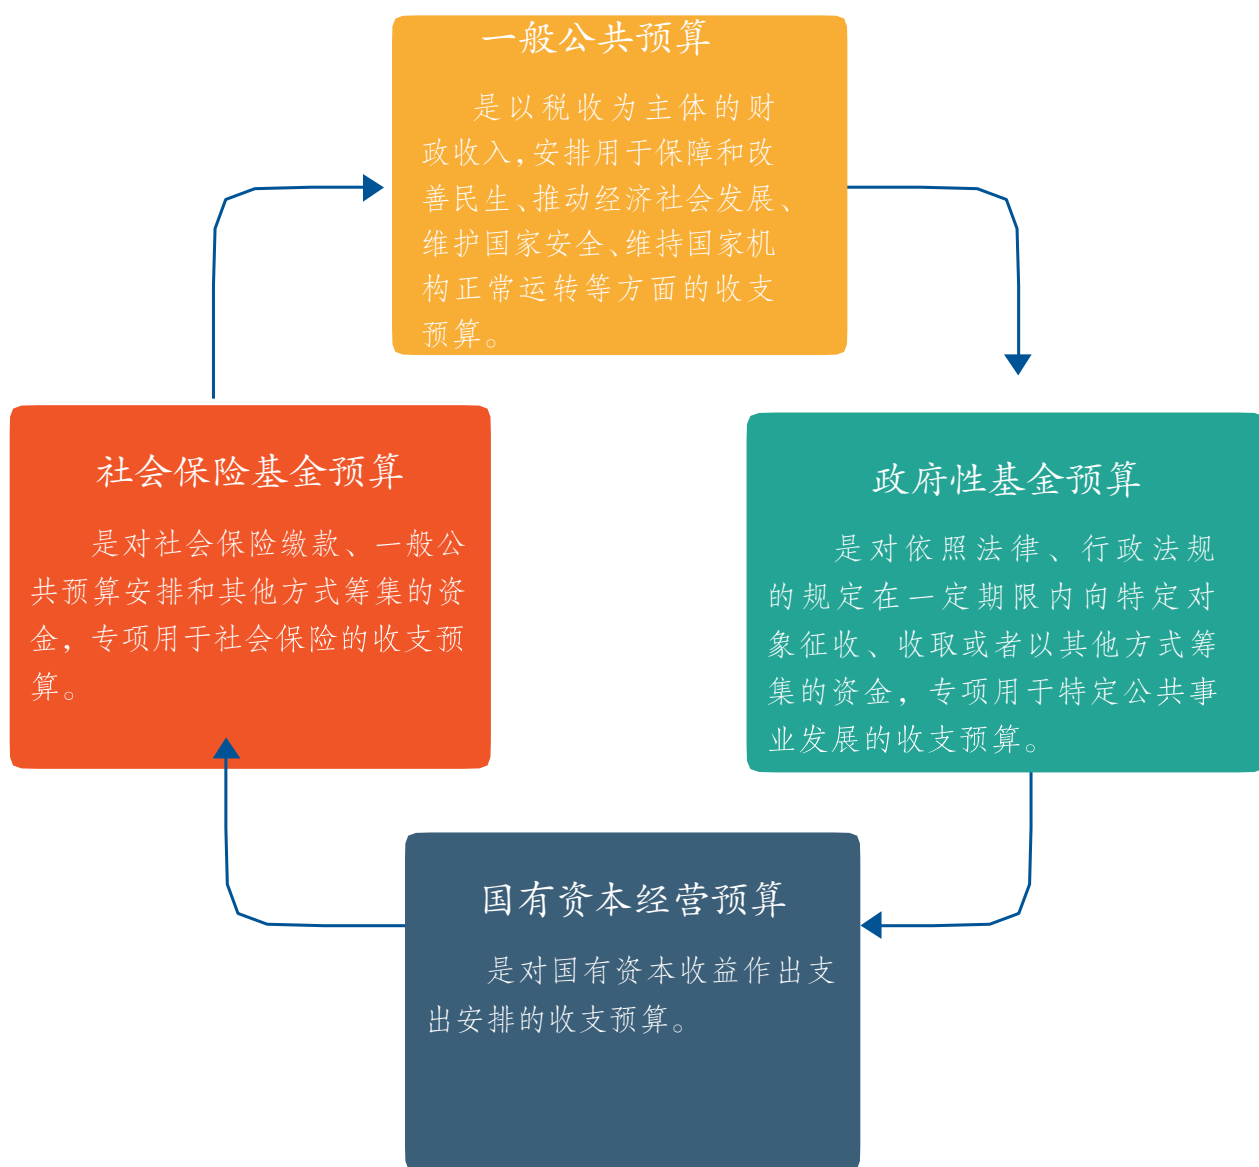 一般公共预算
是以税收为主体的财
政收入，安排用于保障和改
善民生、推动经济社会发展、
维护国家安全、维持国家机
构正常运转等方面的收支
预算。
社会保险基金预算
是对社会保险缴款、一般公
共预算安排和其他方式筹集的资
金，专项用于社会保险的收支预
算。
政府性基金预算
是对依照法律、行政法规
的规定在一定期限内向特定对
象征收、收取或者以其他方式筹
集的资金，专项用于特定公共事
业发展的收支预算。
国有资本经营预算
是对国有资本收益作出支
出安排的收支预算。